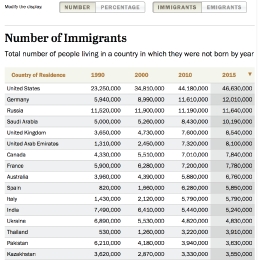 Modify the display. NUMBER PERCENTAGE IMMIGRANTS EMIGRANTS
Number of Immigrants
Total number of people living in a country in which they were not born by year
Country of Residence 1990 2000 2010 2015
United States 23,250,000 34,810,000 44,180,000 46,630,000
Germany 5,940,000 8,990,000 11,610,000 12,010,000
Russia 11,520,000 11,900,000 11,190,000 11,640,000
Saudi Arabia 5,000,000 5,260,000 8,430,000 10,190,000
United Kingdom 3,650,000 4,730,000 7,600,000 8,540,000
United Arab Emirates 1,310,000 2,450,000 7,320,000 8,100,000
Canada 4,330,000 5,510,000 7,010,000 7,840,000
France 5,900,000 6,280,000 7,200,000 7,780,000
Australia 3,960,000 4,390,000 5,880,000 6,760,000
Spain 820,000 1,660,000 6,280,000 5,850,000
Italy 1,430,000 2,120,000 5,790,000 5,790,000
India 7,490,000 6,410,000 5,440,000 5,240,000
Ukraine 6,890,000 5,530,000 4,820,000 4,830,000
Thailand 530,000 1,260,000 3,220,000 3,910,000
Pakistan 6,210,000 4,180,000 3,940,000 3,630,000
Kazakhstan 3,620,000 2,870,000 3,330,000 3,550,000